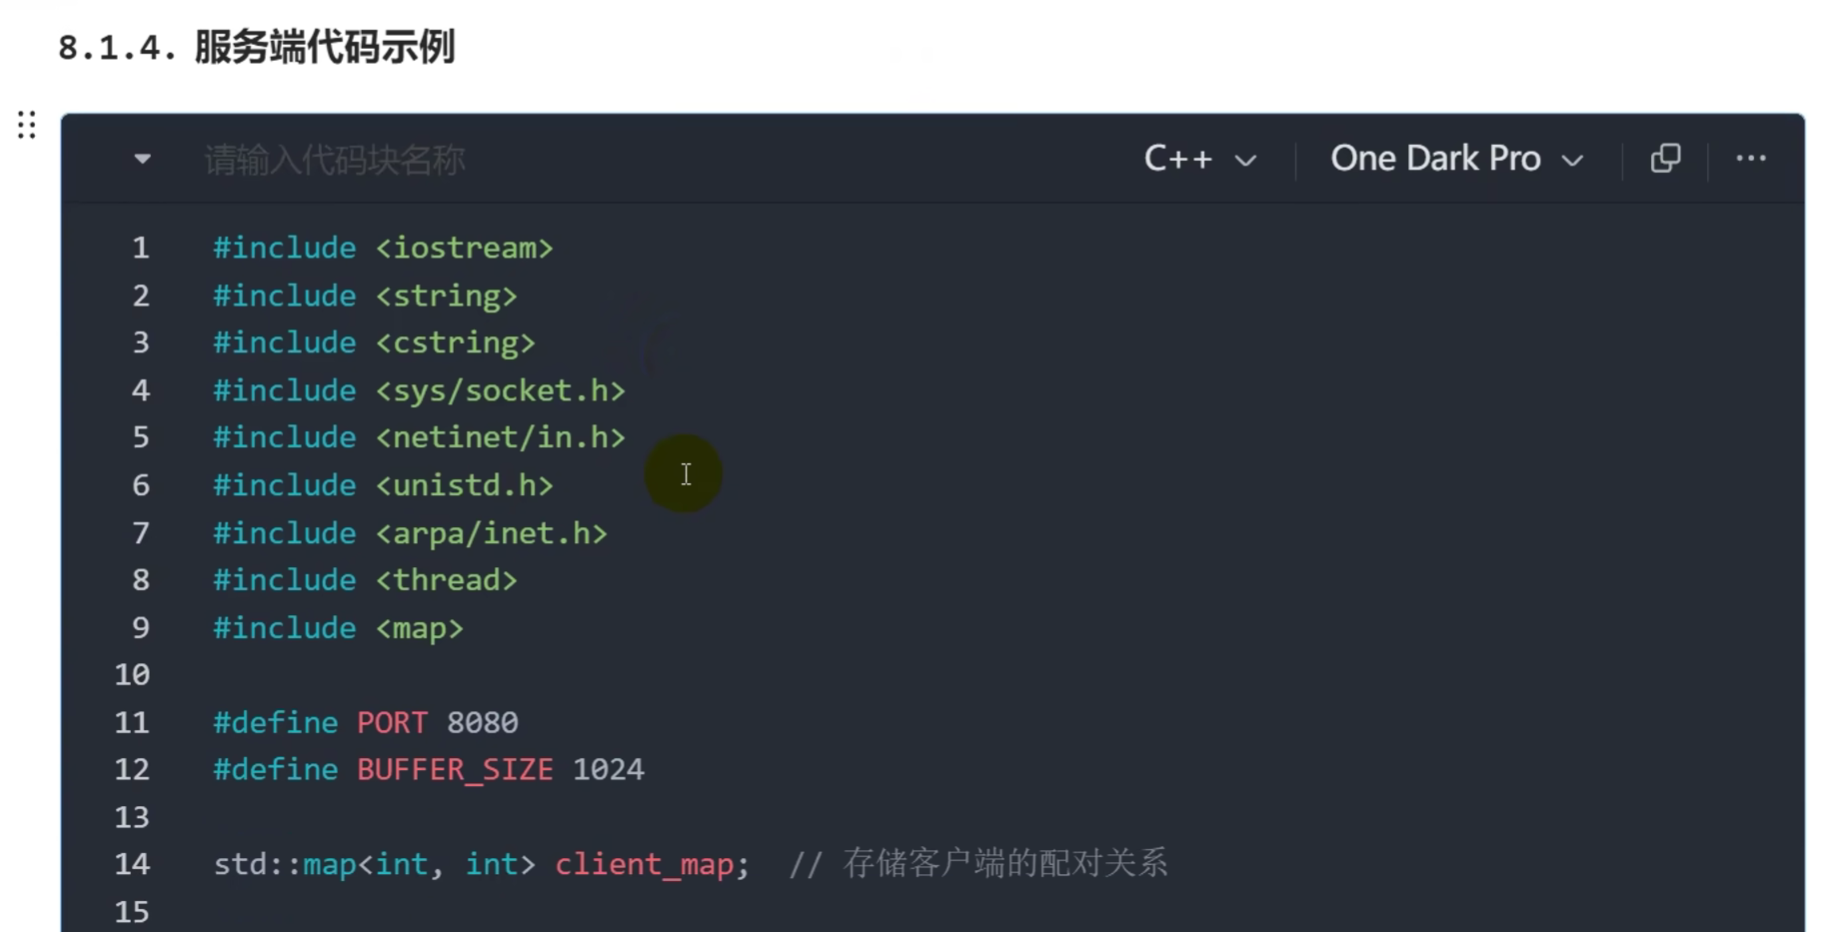 8.1.4. 服务端代码示例
请输入代码块名称 C++ One Dark Pro
1 #include <iostream>
2 #include <string>
3 #include <cstring>
4 #include <sys/socket.h>
5 #include <netinet/in.h>
6 #include <unistd.h>
7 #include <arpa/inet.h>
8 #include <thread>
9 #include <map>
10
11 #define PORT 8080
12 #define BUFFER_SIZE 1024
13
14 std::map<int, int> client_map; // 存储客户端的配对关系
15